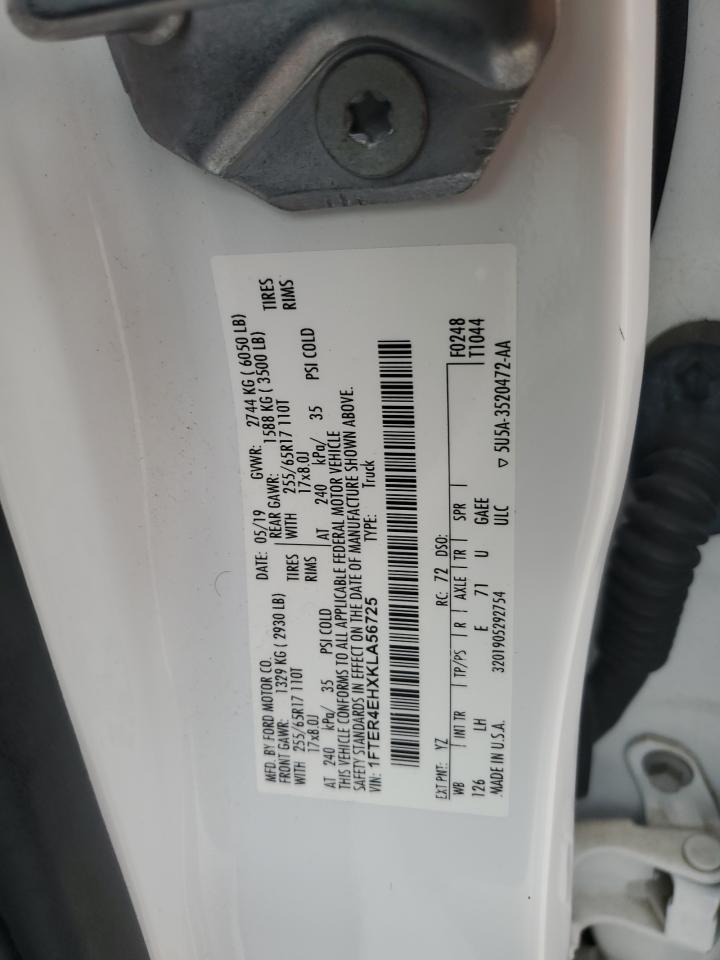 MFD. BY FORD MOTOR CO.
DATE: 05/19 GVWR: 2744 KG ( 6050 LB)
FRONT GAWR: 1329 KG ( 2930 LB) REAR GAWR: 1588 KG ( 3500 LB)
WITH 255/65R17 110T TIRES WITH 255/65R17 110T TIRES
17x8.0J RIMS 17x8.0J RIMS
AT 240 kPa/ 35 PSI COLD AT 240 kPa/ 35 PSI COLD
THIS VEHICLE CONFORMS TO ALL APPLICABLE FEDERAL MOTOR VEHICLE
SAFETY STANDARDS IN EFFECT ON THE DATE OF MANUFACTURE SHOWN ABOVE.
VIN: 1FTER4EHXKLA56725 TYPE: Truck
EXT PNT: YZ RC: 72 DSO: F0248
WB INT TR TP/PS R AXLE TR SPR T1044
126 LH E 71 U GAEE
MADE IN U.S.A. 3201905292754 ULC ▽ 5U5A-3520472-AA